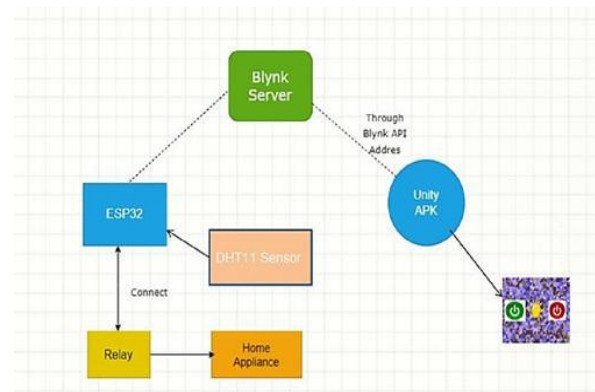 Blynk
Server
Through
Blynk API
Addres
Unity
APK
ESP32
DHT11 Sensor
Connect
Relay
Home
Appliance